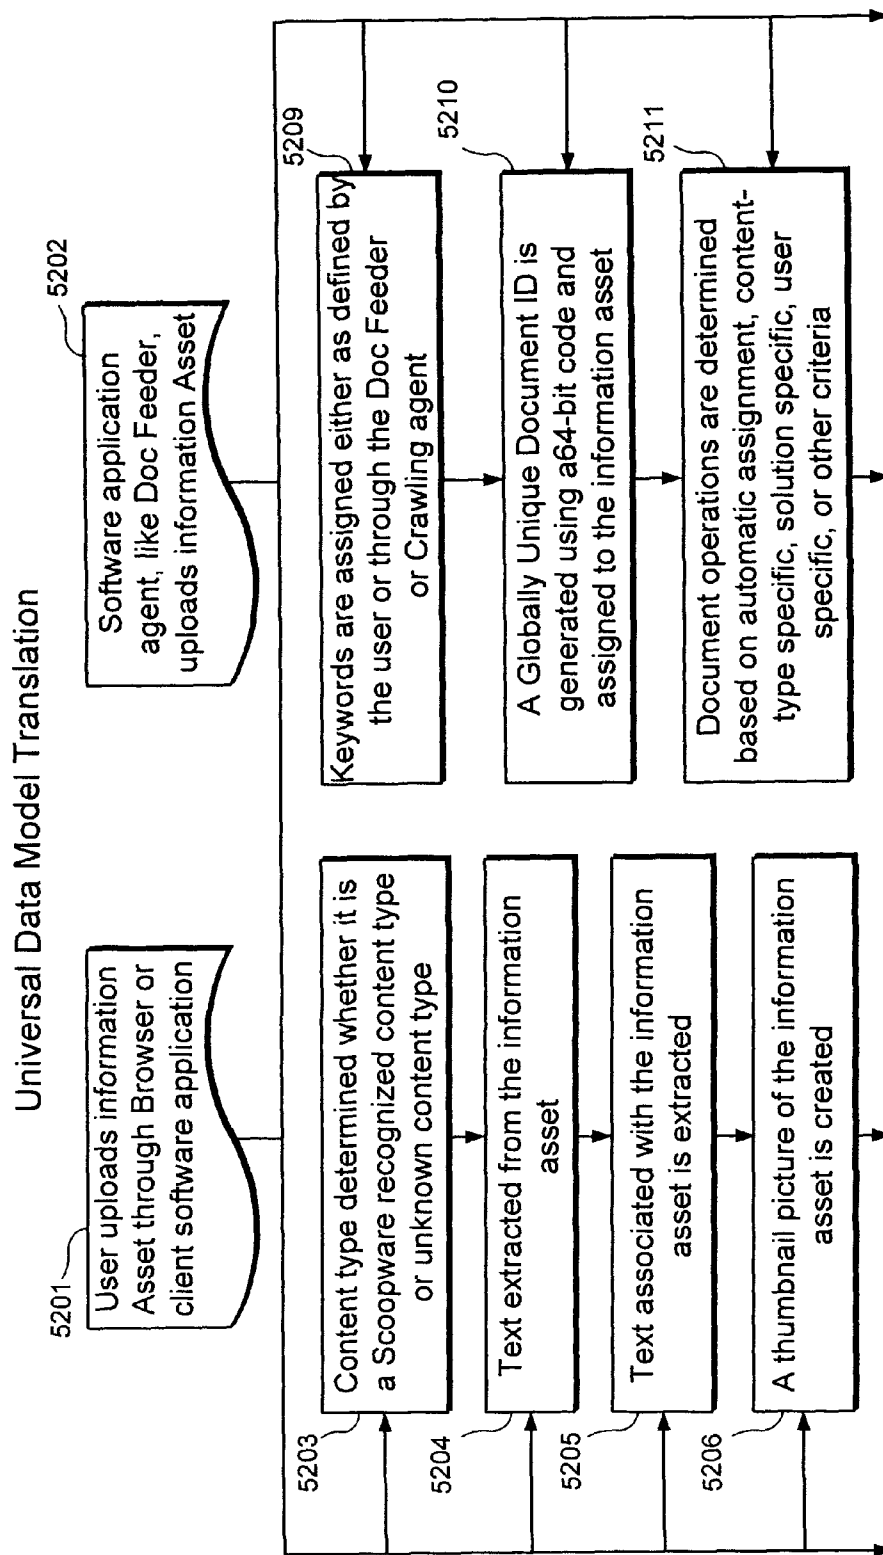 Universal Data Model Translation
5201
User uploads information
Asset through Browser or
client software application
5202
Software application
agent, like Doc Feeder,
uploads information Asset
5203
Content type determined whether it is
a Scoopware recognized content type
or unknown content type
5204
Text extracted from the information
asset
5205
Text associated with the information
asset is extracted
5206
A thumbnail picture of the information
asset is created
5209
Keywords are assigned either as defined by
the user or through the Doc Feeder
or Crawling agent
5210
A Globally Unique Document ID is
generated using a64-bit code and
assigned to the information asset
5211
Document operations are determined
based on automatic assignment, content-
type specific, solution specific, user
specific, or other criteria